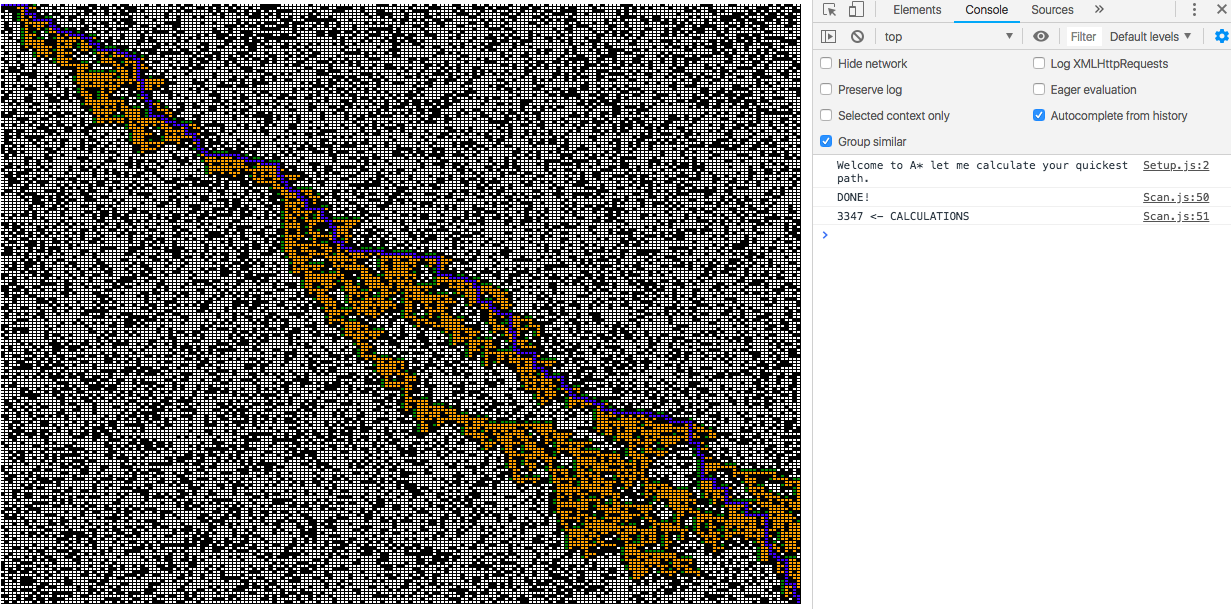 Elements Console Sources »
top Filter Default levels
Hide network Log XMLHttpRequests
Preserve log Eager evaluation
Selected context only Autocomplete from history
Group similar
Welcome to A* let me calculate your quickest Setup.js:2
path.
DONE! Scan.js:50
3347 <- CALCULATIONS Scan.js:51